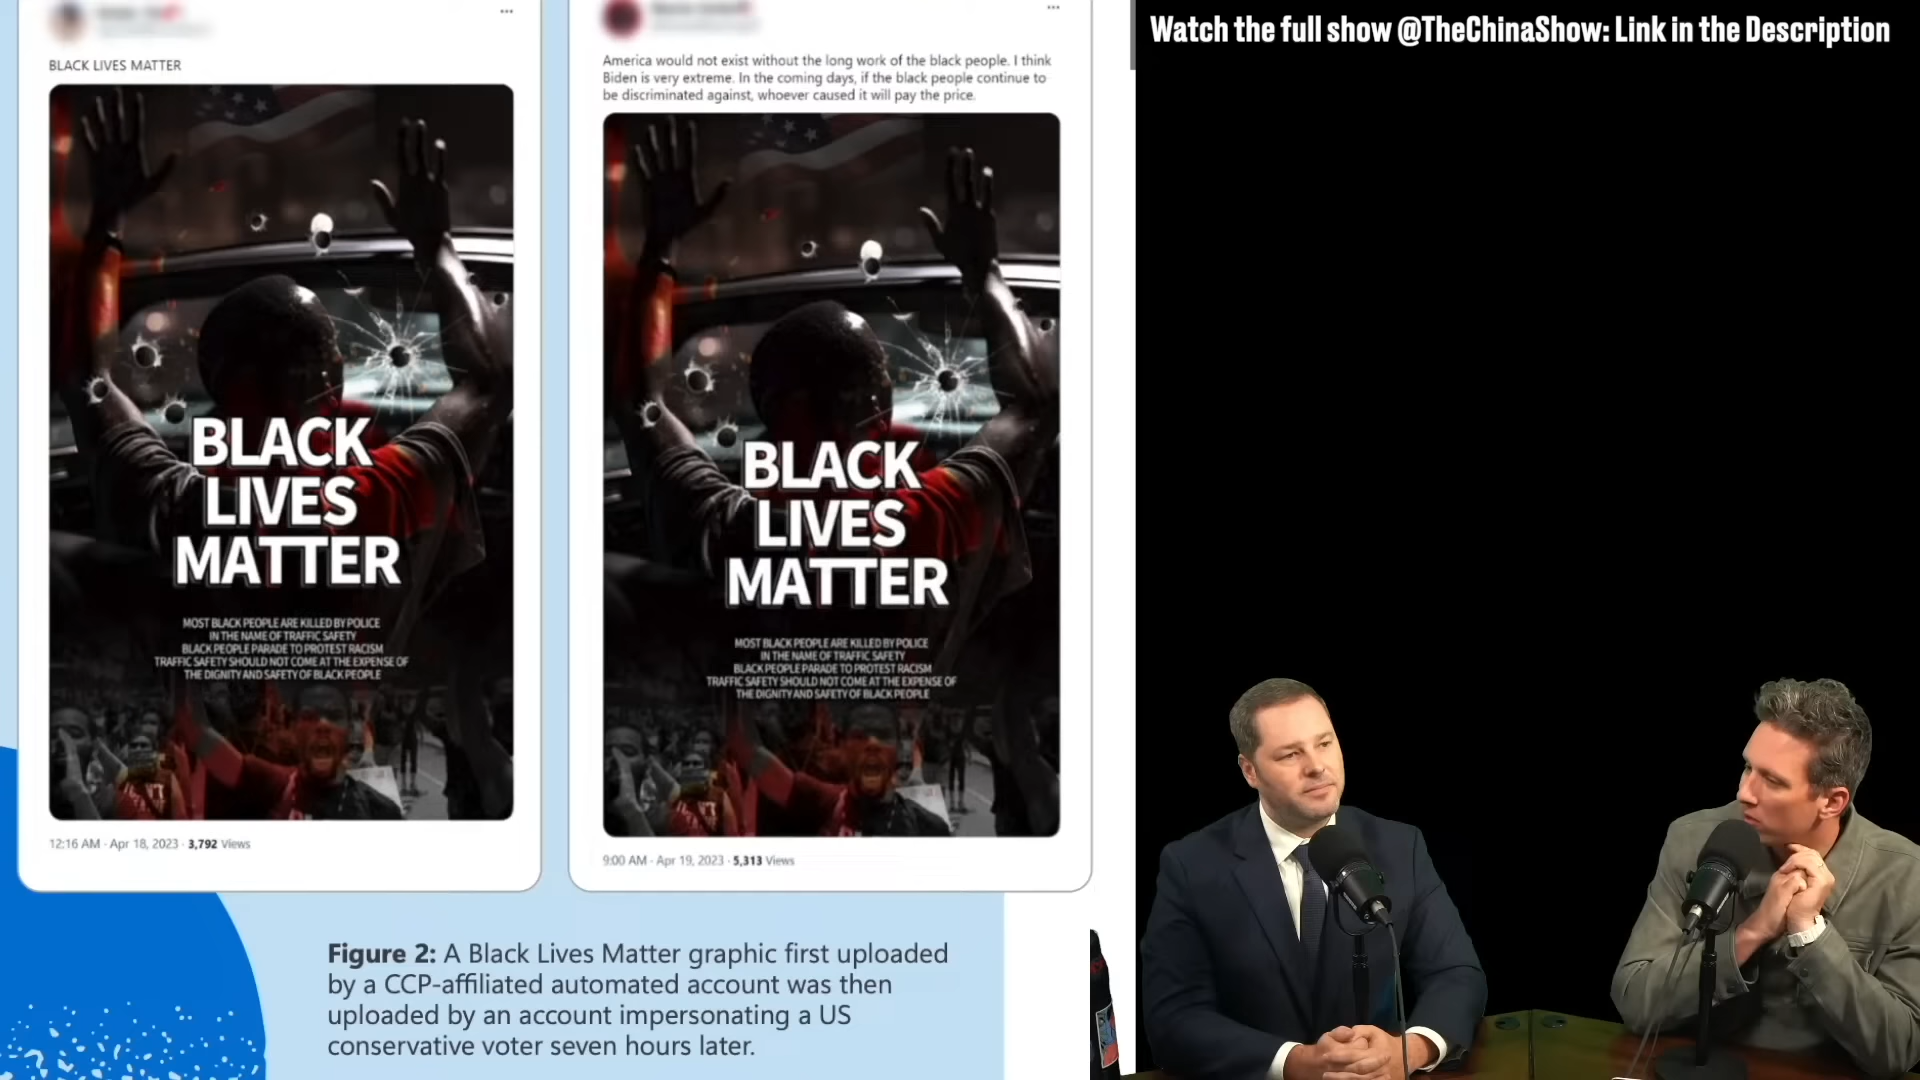 Watch the full show @TheChinaShow: Link in the Description
BLACK LIVES MATTER
BLACK
LIVES
MATTER
MOST BLACK PEOPLE ARE KILLED BY POLICE
IN THE NAME OF TRAFFIC SAFETY
BLACK PEOPLE PARADE TO PROTEST RACISM
TRAFFIC SAFETY SHOULD NOT COME AT THE EXPENSE OF
THE DIGNITY AND SAFETY OF BLACK PEOPLE
12:16 AM · Apr 18, 2023 · 3,792 Views
America would not exist without the long work of the black people. I think
Biden is very extreme. In the coming days, if the black people continue to
be discriminated against, whoever caused it will pay the price.
BLACK
LIVES
MATTER
MOST BLACK PEOPLE ARE KILLED BY POLICE
IN THE NAME OF TRAFFIC SAFETY
BLACK PEOPLE PARADE TO PROTEST RACISM
TRAFFIC SAFETY SHOULD NOT COME AT THE EXPENSE OF
THE DIGNITY AND SAFETY OF BLACK PEOPLE
9:00 AM · Apr 19, 2023 · 5,313 Views
Figure 2: A Black Lives Matter graphic first uploaded
by a CCP-affiliated automated account was then
uploaded by an account impersonating a US
conservative voter seven hours later.